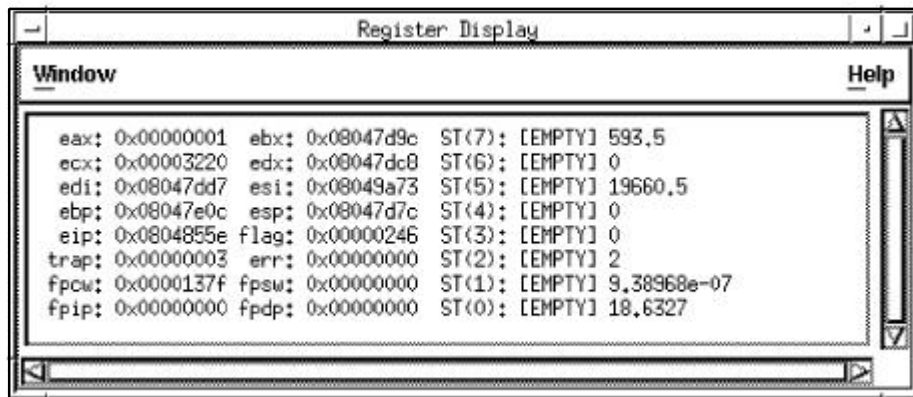 Register Display
Window Help
eax: 0x00000001 ebx: 0x08047d9c ST(7): [EMPTY] 593.5
ecx: 0x00003220 edx: 0x08047dc8 ST(6): [EMPTY] 0
edi: 0x08047dd7 esi: 0x08049a73 ST(5): [EMPTY] 19660.5
ebp: 0x08047e0c esp: 0x08047d7c ST(4): [EMPTY] 0
eip: 0x0804855e flag: 0x00000246 ST(3): [EMPTY] 0
trap: 0x00000003 err: 0x00000000 ST(2): [EMPTY] 2
fpcw: 0x0000137f fpsw: 0x00000000 ST(1): [EMPTY] 9.38968e-07
fpip: 0x00000000 fpdp: 0x00000000 ST(0): [EMPTY] 18.6327